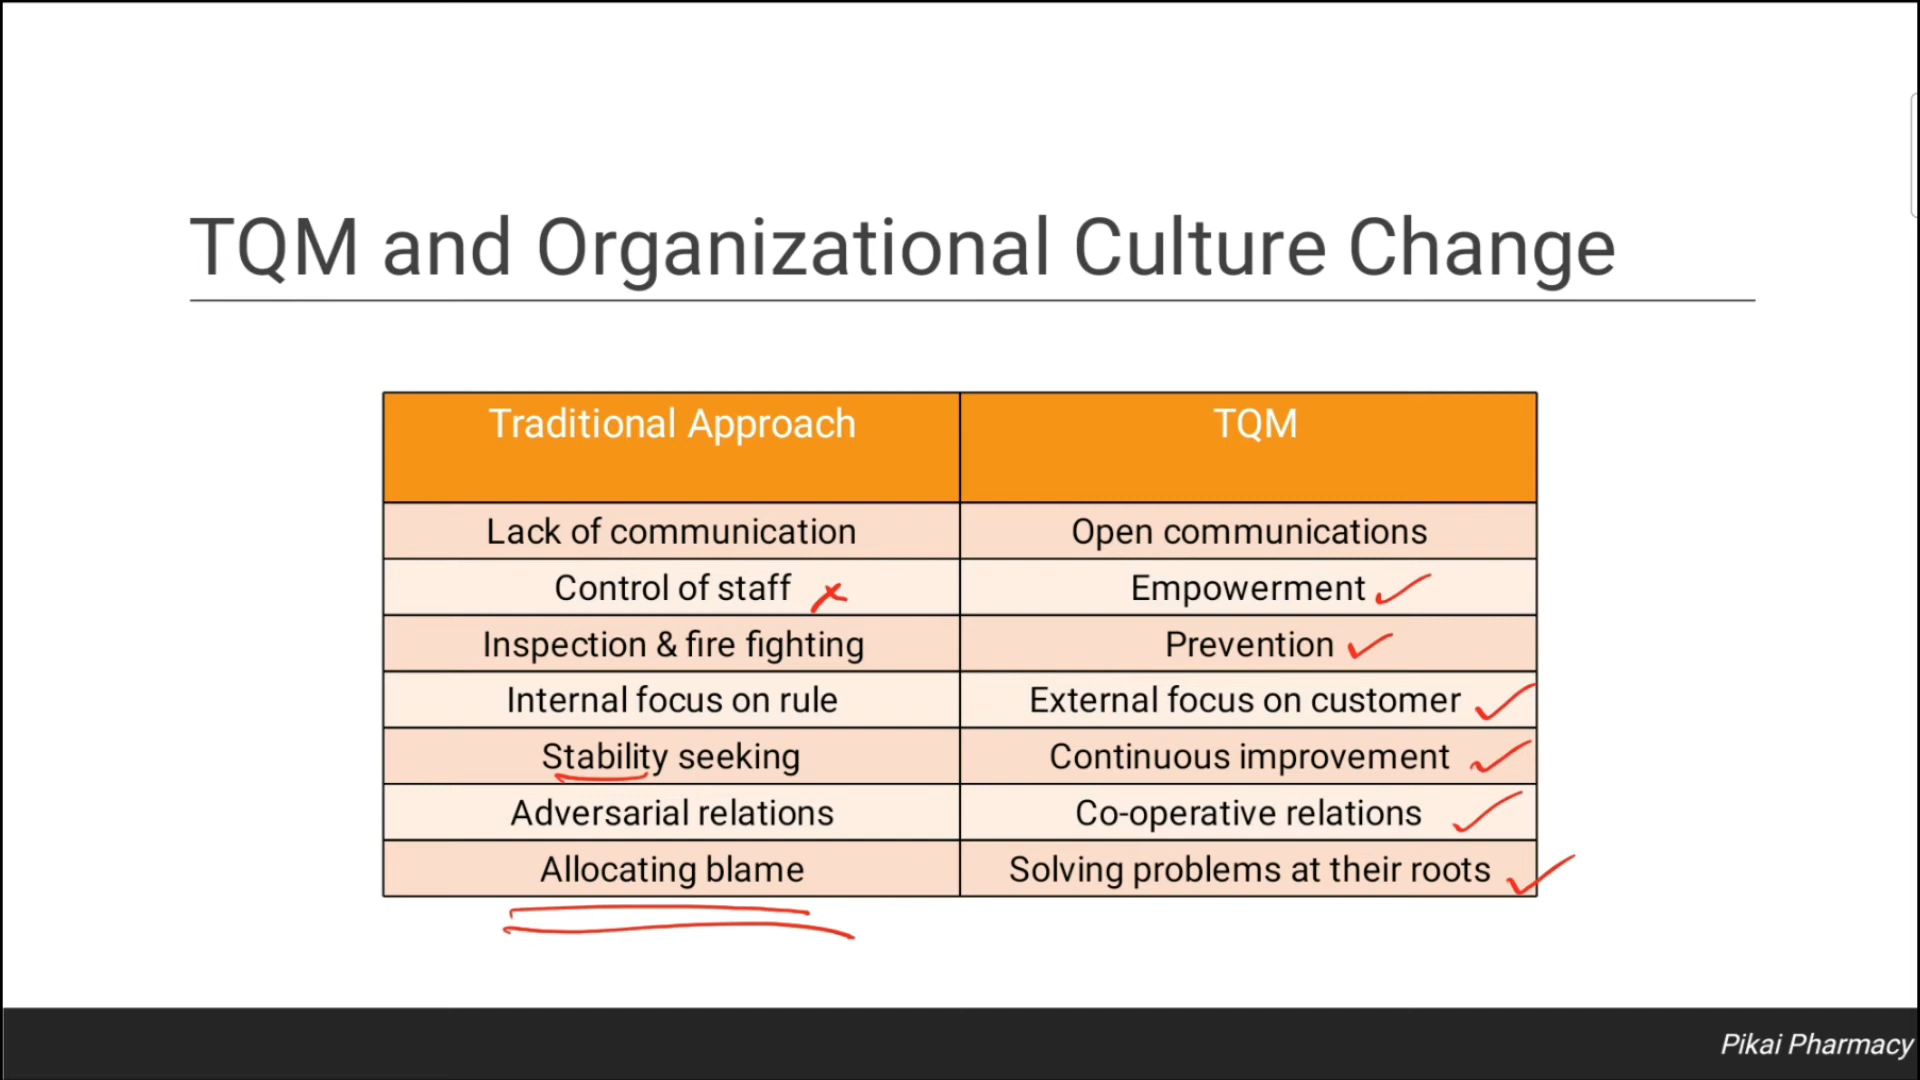 TQM and Organizational Culture Change
Traditional Approach TQM
Lack of communication Open communications
Control of staff Empowerment
Inspection & fire fighting Prevention
Internal focus on rule External focus on customer
Stability seeking Continuous improvement
Adversarial relations Co-operative relations
Allocating blame Solving problems at their roots
Pikai Pharmacy